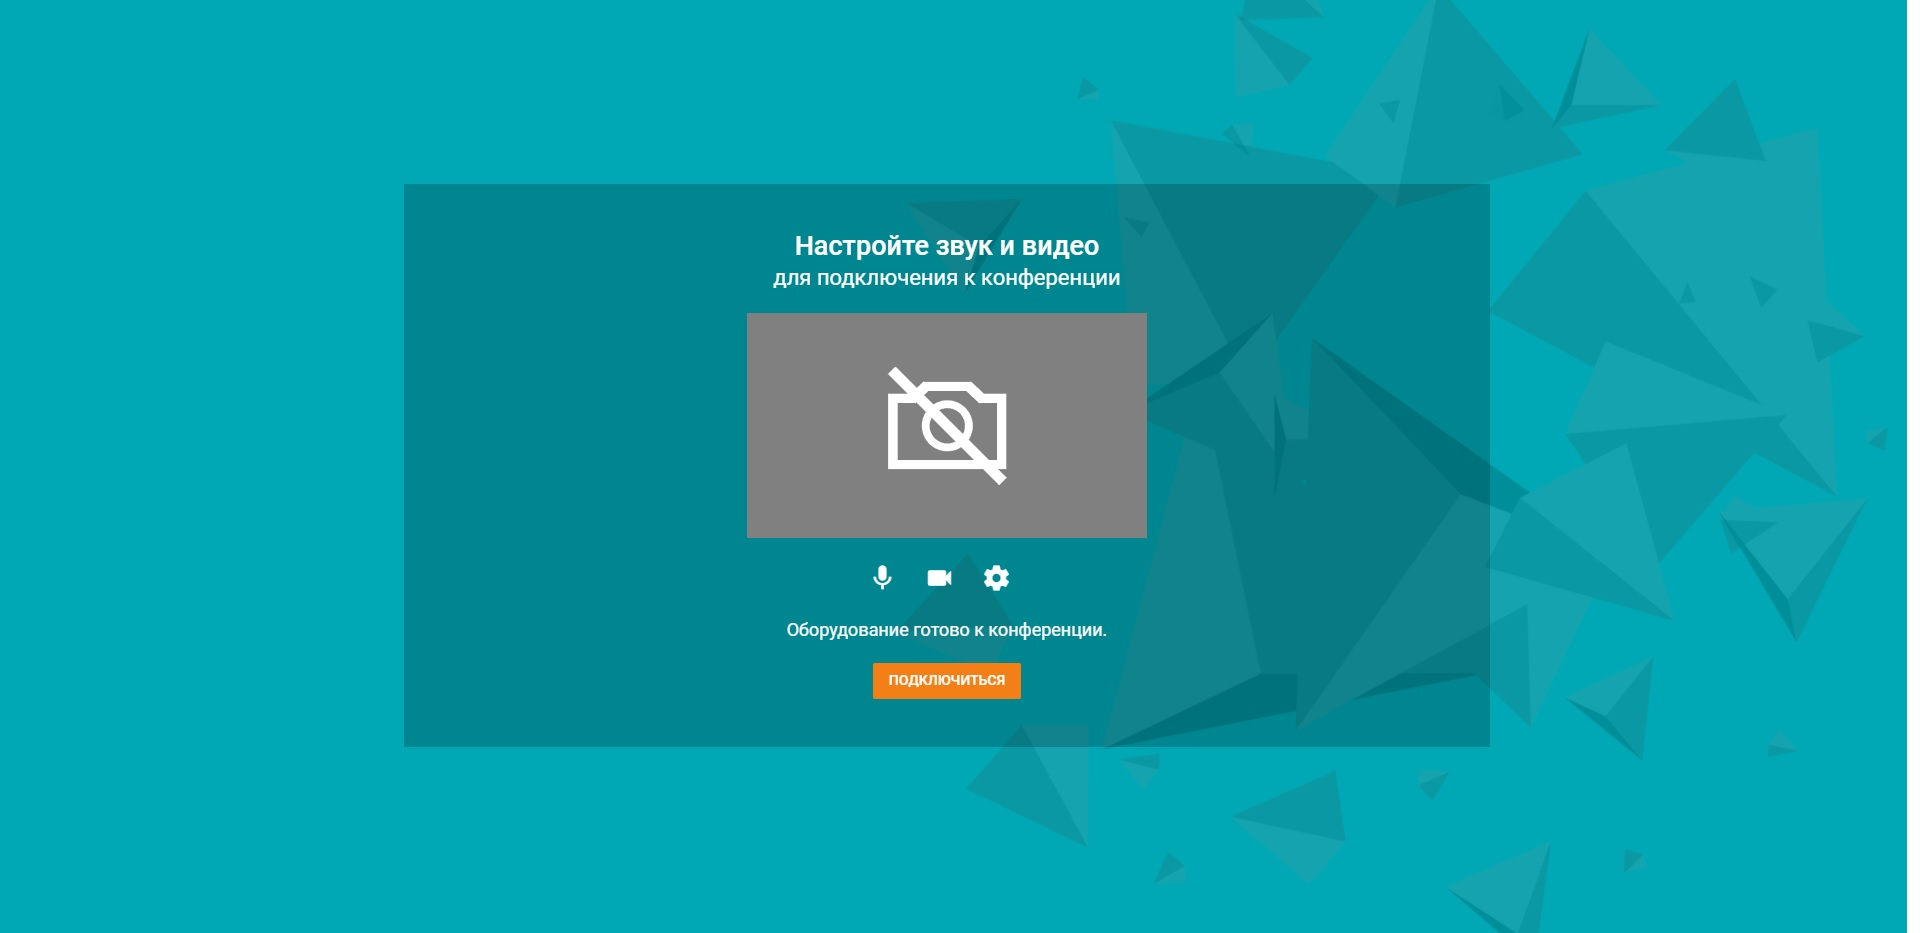 Настройте звук и видео
для подключения к конференции
Оборудование готово к конференции.
ПОДКЛЮЧИТЬСЯ